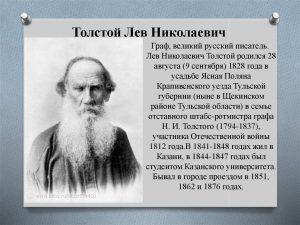 Толстой Лев Николаевич
Граф, великий русский писатель.
Лев Николаевич Толстой родился 28
августа (9 сентября) 1828 года в
усадьбе Ясная Поляна
Крапивенского уезда Тульской
губернии (ныне в Щекинском
районе Тульской области) в семье
отставного штабс-ротмистра графа
Н. И. Толстого (1794-1837),
участника Отечественной войны
1812 года.В 1841-1848 годах жил в
Казани, в 1844-1847 годах был
студентом Казанского университета.
Бывал в городе проездом в 1851,
1862 и 1876 годах.